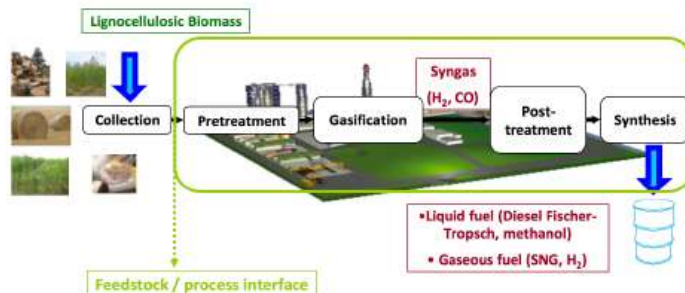 Lignocellulosic Biomass
Syngas
(H₂, CO)
Collection
Pretreatment
Gasification
Post-
treatment
Synthesis
•Liquid fuel (Diesel Fischer-
Tropsch, methanol)
• Gaseous fuel (SNG, H₂)
Feedstock / process interface